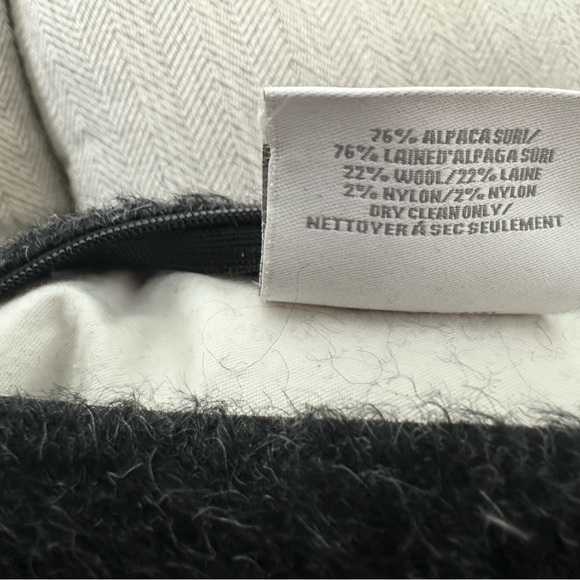 76% ALPACA SURI/
76% LAINED'ALPAGA SURI
22% WOOL/22% LAINE
2% NYLON/2% NYLON
DRY CLEAN ONLY/
NETTOYER Á SEC SEULEMENT